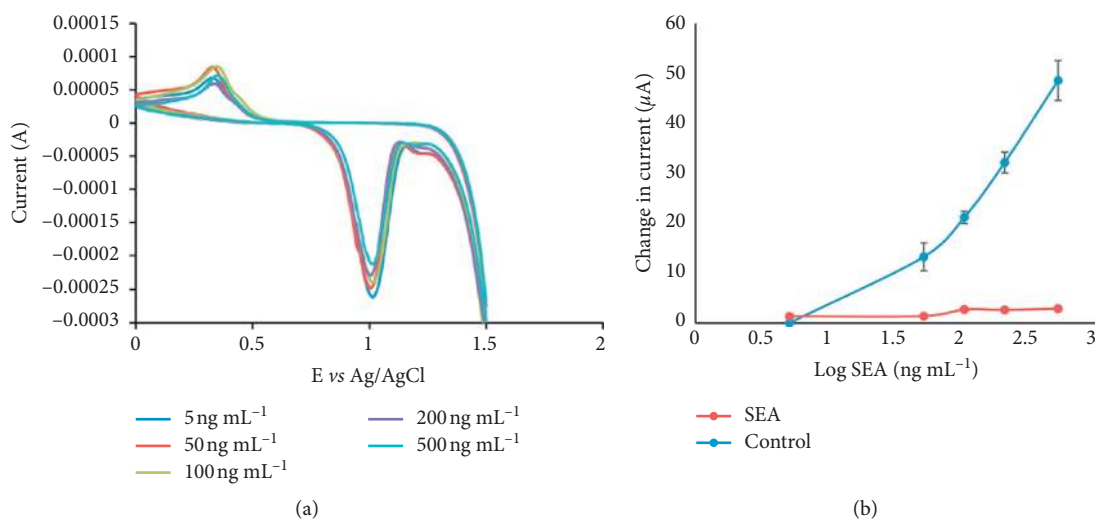 0.00015
0.0001
0.00005
0
–0.00005
–0.0001
–0.00015
–0.0002
–0.00025
–0.0003
Current (A)
0 0.5 1 1.5 2
E vs Ag/AgCl
5 ng mL–1
50 ng mL–1
100 ng mL–1
200 ng mL–1
500 ng mL–1
(a)
60
50
40
30
20
10
0
Change in current (µA)
0.5 1 1.5 2 2.5 3
Log SEA (ng mL–1)
SEA
Control
(b)